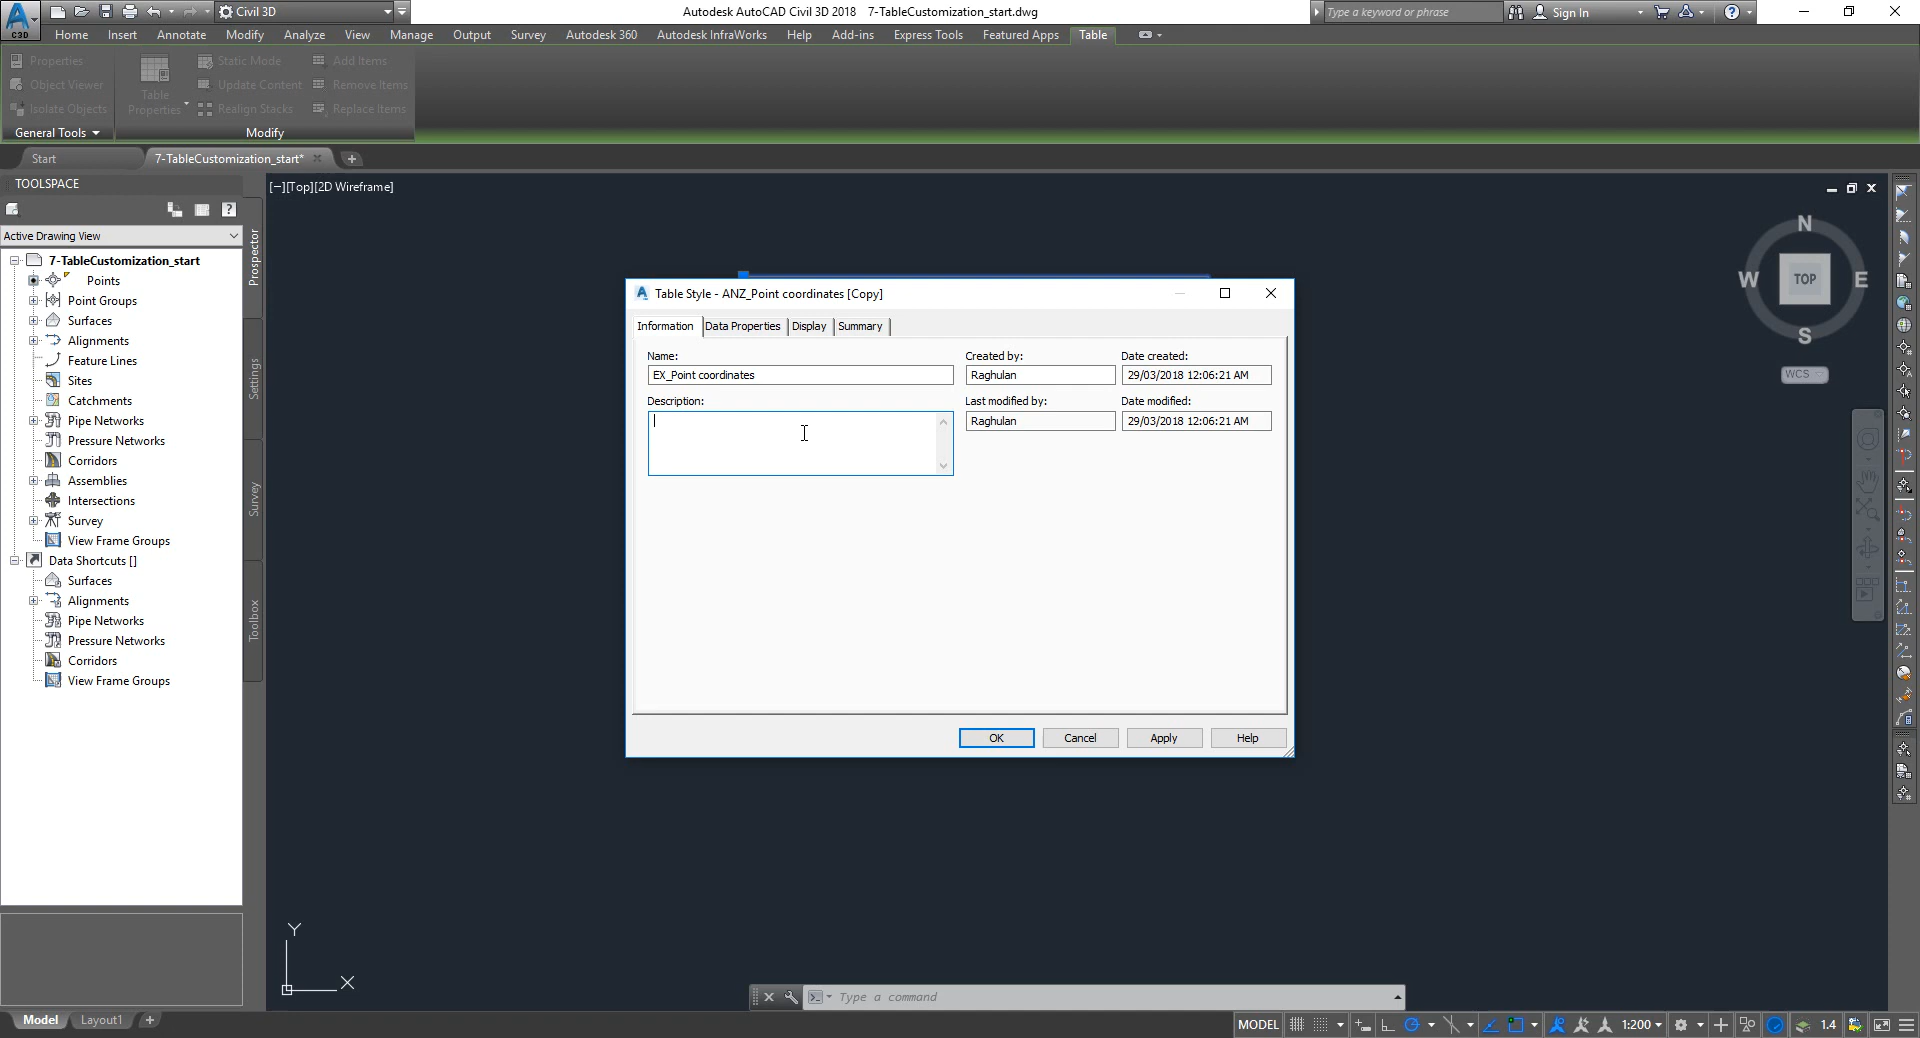 Civil 3D
Autodesk AutoCAD Civil 3D 2018 7-TableCustomization_start.dwg
Type a keyword or phrase
Sign In
C3D
Home Insert Annotate Modify Analyze View Manage Output Survey Autodesk 360 Autodesk InfraWorks Help Add-ins Express Tools Featured Apps Table
Properties
Object Viewer
Isolate Objects
General Tools
Table
Properties
Static Mode
Update Content
Realign Stacks
Add Items
Remove Items
Replace Items
Modify
Start
7-TableCustomization_start*
TOOLSPACE
Active Drawing View
7-TableCustomization_start
Points
Point Groups
Surfaces
Alignments
Feature Lines
Sites
Catchments
Pipe Networks
Pressure Networks
Corridors
Assemblies
Intersections
Survey
View Frame Groups
Data Shortcuts []
Surfaces
Alignments
Pipe Networks
Pressure Networks
Corridors
View Frame Groups
Prospector
Settings
Survey
Toolbox
[−][Top][2D Wireframe]
N
W
TOP
E
S
WCS
Table Style - ANZ_Point coordinates [Copy]
Information Data Properties Display Summary
Name:
EX_Point coordinates
Description:
Created by:
Raghulan
Date created:
29/03/2018 12:06:21 AM
Last modified by:
Raghulan
Date modified:
29/03/2018 12:06:21 AM
OK Cancel Apply Help
Y
X
Type a command
Model Layout1
MODEL
1:200
1.4